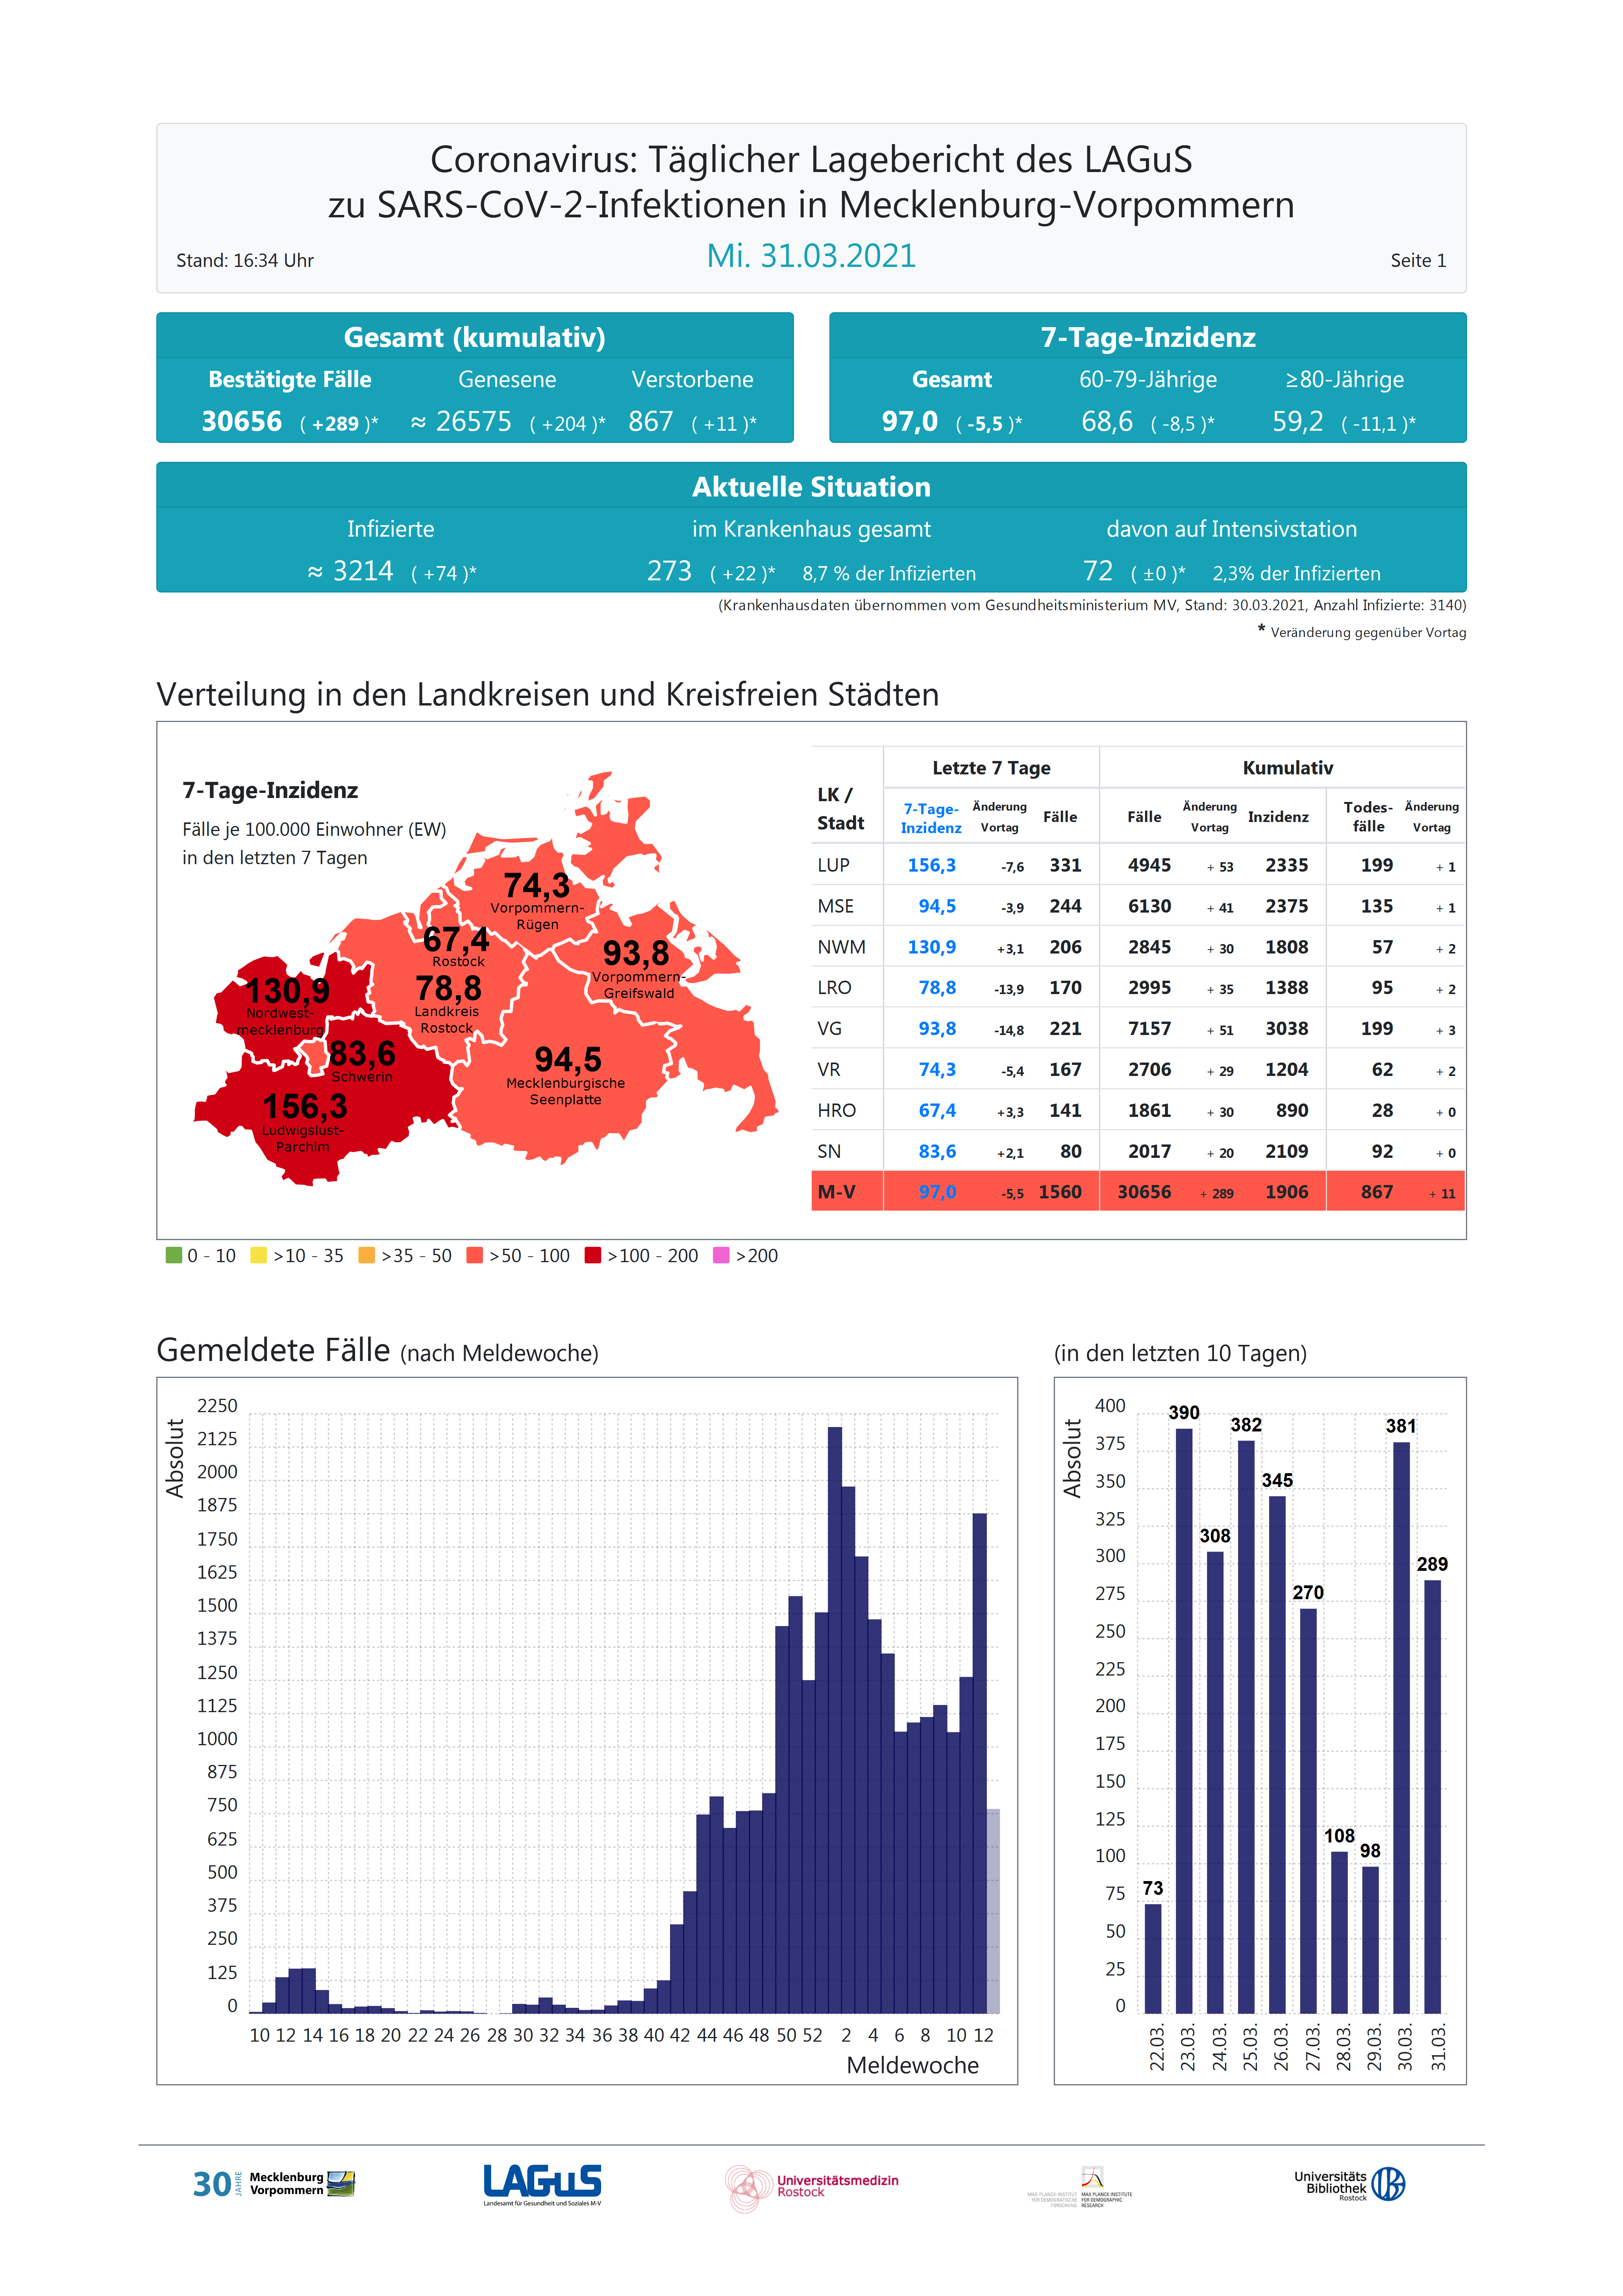 Coronavirus: Täglicher Lagebericht des LAGuS
zu SARS-CoV-2-Infektionen in Mecklenburg-Vorpommern
Stand: 16:34 Uhr Mi. 31.03.2021 Seite 1
Gesamt (kumulativ)
Bestätigte Fälle Genesene Verstorbene
30656 ( +289 )* ≈ 26575 ( +204 )* 867 ( +11 )*
7-Tage-Inzidenz
Gesamt 60-79-Jährige ≥80-Jährige
97,0 ( -5,5 )* 68,6 ( -8,5 )* 59,2 ( -11,1 )*
Aktuelle Situation
Infizierte im Krankenhaus gesamt davon auf Intensivstation
≈ 3214 ( +74 )* 273 ( +22 )* 8,7 % der Infizierten 72 ( ±0 )* 2,3% der Infizierten
(Krankenhausdaten übernommen vom Gesundheitsministerium MV, Stand: 30.03.2021, Anzahl Infizierte: 3140)
* Veränderung gegenüber Vortag
Verteilung in den Landkreisen und Kreisfreien Städten
7-Tage-Inzidenz
Fälle je 100.000 Einwohner (EW)
in den letzten 7 Tagen
74,3
Vorpommern-
Rügen
67,4
Rostock
93,8
Vorpommern-
Greifswald
78,8
Landkreis
Rostock
130,9
Nordwest-
mecklenburg
83,6
Schwerin
94,5
Mecklenburgische
Seenplatte
156,3
Ludwigslust-
Parchim
LK / Stadt Letzte 7 Tage Kumulativ
7-Tage-Inzidenz Änderung Vortag Fälle Fälle Änderung Vortag Inzidenz Todes-fälle Änderung Vortag
LUP 156,3 -7,6 331 4945 + 53 2335 199 + 1
MSE 94,5 -3,9 244 6130 + 41 2375 135 + 1
NWM 130,9 +3,1 206 2845 + 30 1808 57 + 2
LRO 78,8 -13,9 170 2995 + 35 1388 95 + 2
VG 93,8 -14,8 221 7157 + 51 3038 199 + 3
VR 74,3 -5,4 167 2706 + 29 1204 62 + 2
HRO 67,4 +3,3 141 1861 + 30 890 28 + 0
SN 83,6 +2,1 80 2017 + 20 2109 92 + 0
M-V 97,0 -5,5 1560 30656 + 289 1906 867 + 11
0 - 10 >10 - 35 >35 - 50 >50 - 100 >100 - 200 >200
Gemeldete Fälle (nach Meldewoche)
Absolut
2250
2125
2000
1875
1750
1625
1500
1375
1250
1125
1000
875
750
625
500
375
250
125
0
10 12 14 16 18 20 22 24 26 28 30 32 34 36 38 40 42 44 46 48 50 52 2 4 6 8 10 12
Meldewoche
(in den letzten 10 Tagen)
Absolut
400
375
350
325
300
275
250
225
200
175
150
125
100
75
50
25
0
73 390 308 382 345 270 108 98 381 289
22.03. 23.03. 24.03. 25.03. 26.03. 27.03. 28.03. 29.03. 30.03. 31.03.
30 JAHRE
Mecklenburg
Vorpommern
LAGuS
Landesamt für Gesundheit und Soziales M-V
Universitätsmedizin
Rostock
MAX-PLANCK-INSTITUT
FÜR DEMOGRAFISCHE
FORSCHUNG
MAX PLANCK INSTITUTE
FOR DEMOGRAPHIC
RESEARCH
Universitäts
Bibliothek
Rostock